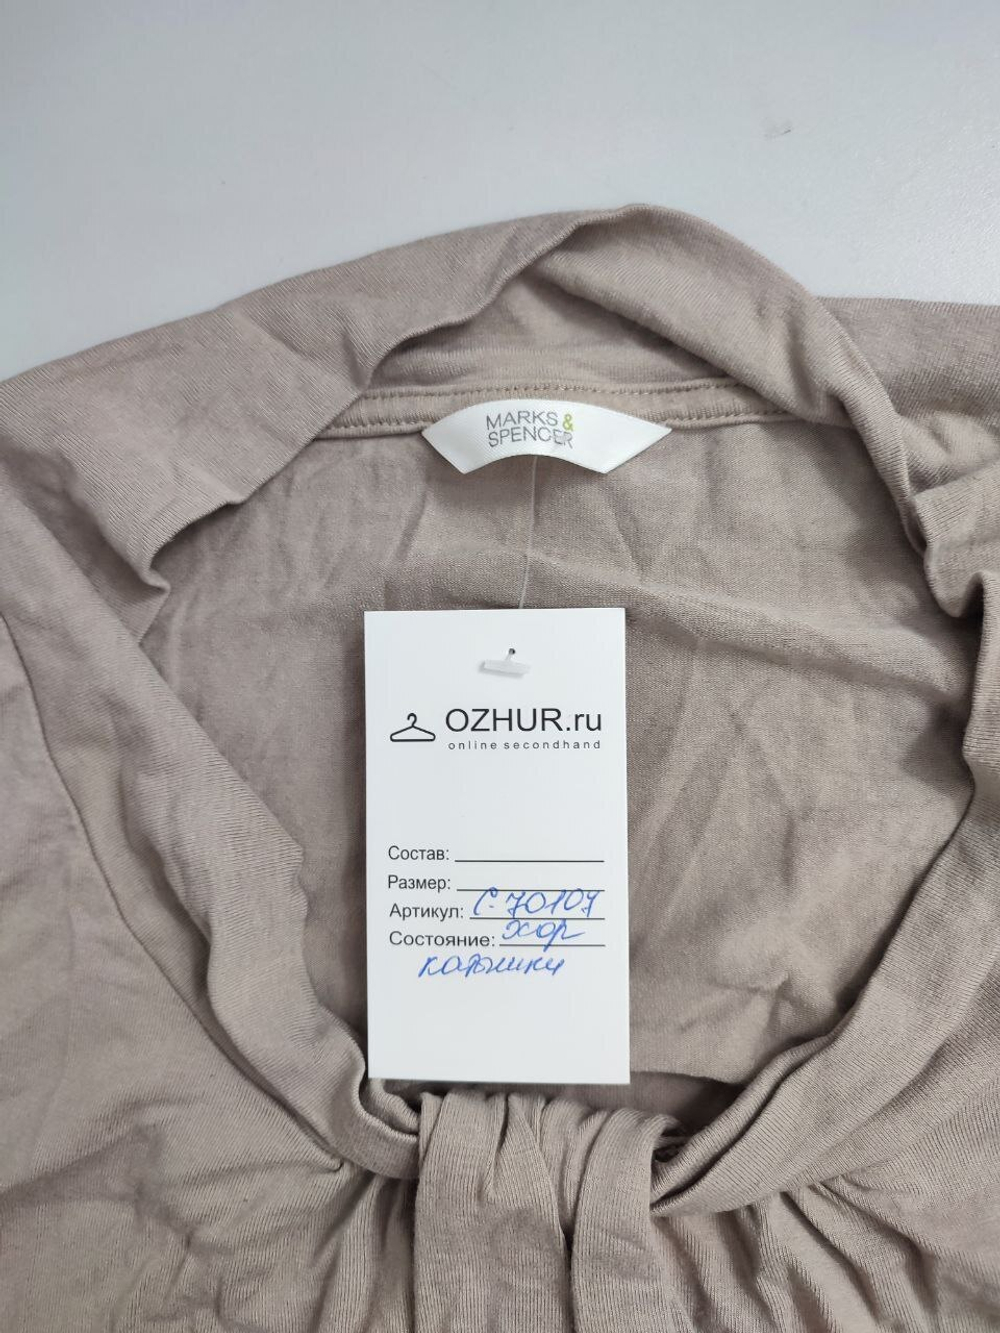 MARKS &
SPENCER
OZHUR.ru
online secondhand
Состав:
Размер:
Артикул: С-70107
Состояние: хор
катышки